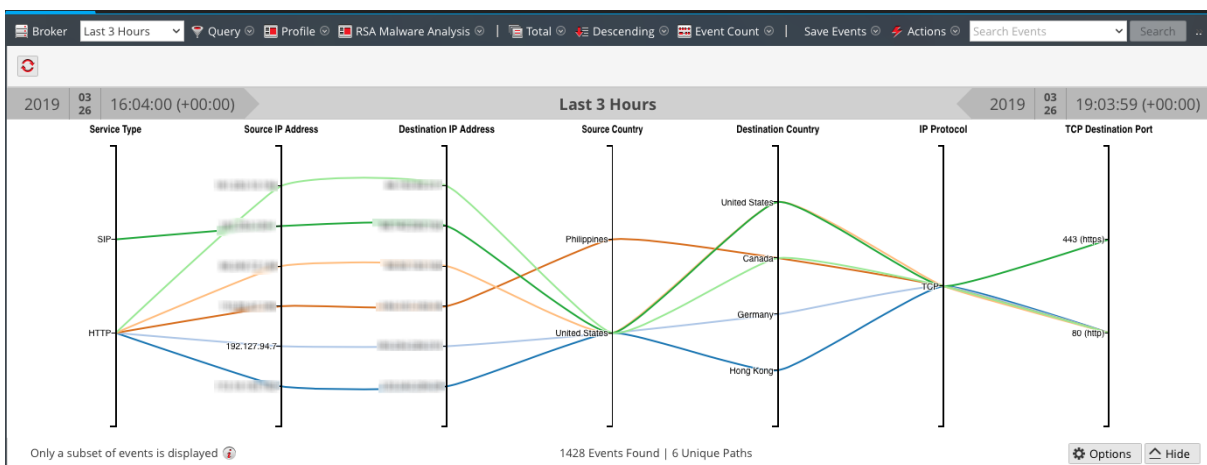 Broker Last 3 Hours Query Profile RSA Malware Analysis | Total Descending Event Count | Save Events Actions Search Events Search ..
2019 03 26 16:04:00 (+00:00) Last 3 Hours 2019 03 26 19:03:59 (+00:00)
Service Type Source IP Address Destination IP Address Source Country Destination Country IP Protocol TCP Destination Port
United States
SIP Philippines 443 (https)
Canada
TCP
HTTP United States 80 (http)
Germany
192.127.94.7
Hong Kong
Only a subset of events is displayed i 1428 Events Found | 6 Unique Paths Options Hide